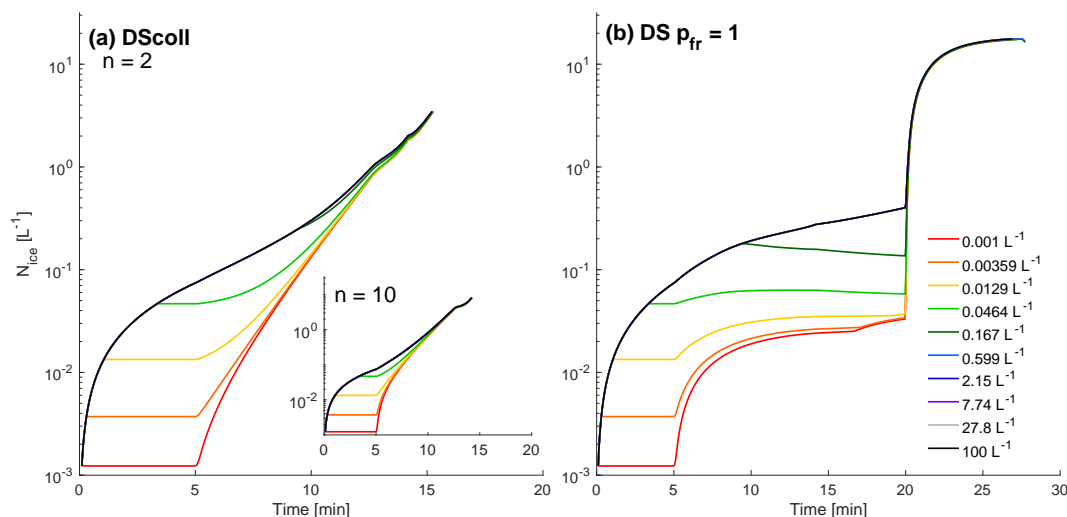 (a) DScoll
n = 2
N_ice [L^-1]
10^1
10^0
10^-1
10^-2
10^-3
0
5
10
15
20
Time [min]
n = 10
10^0
10^-2
0
5
10
15
20
(b) DS p_fr = 1
10^1
10^0
10^-1
10^-2
10^-3
0
5
10
15
20
25
30
Time [min]
0.001 L^-1
0.00359 L^-1
0.0129 L^-1
0.0464 L^-1
0.167 L^-1
0.599 L^-1
2.15 L^-1
7.74 L^-1
27.8 L^-1
100 L^-1